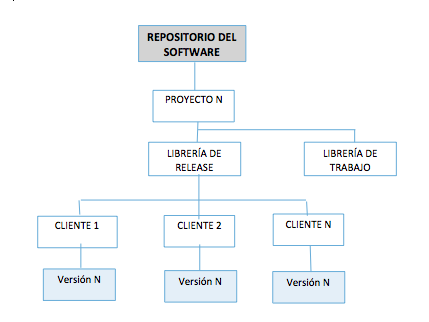 REPOSITORIO DEL
SOFTWARE
PROYECTO N
LIBRERÍA DE
RELEASE
LIBRERÍA DE
TRABAJO
CLIENTE 1
CLIENTE 2
CLIENTE N
Versión N
Versión N
Versión N